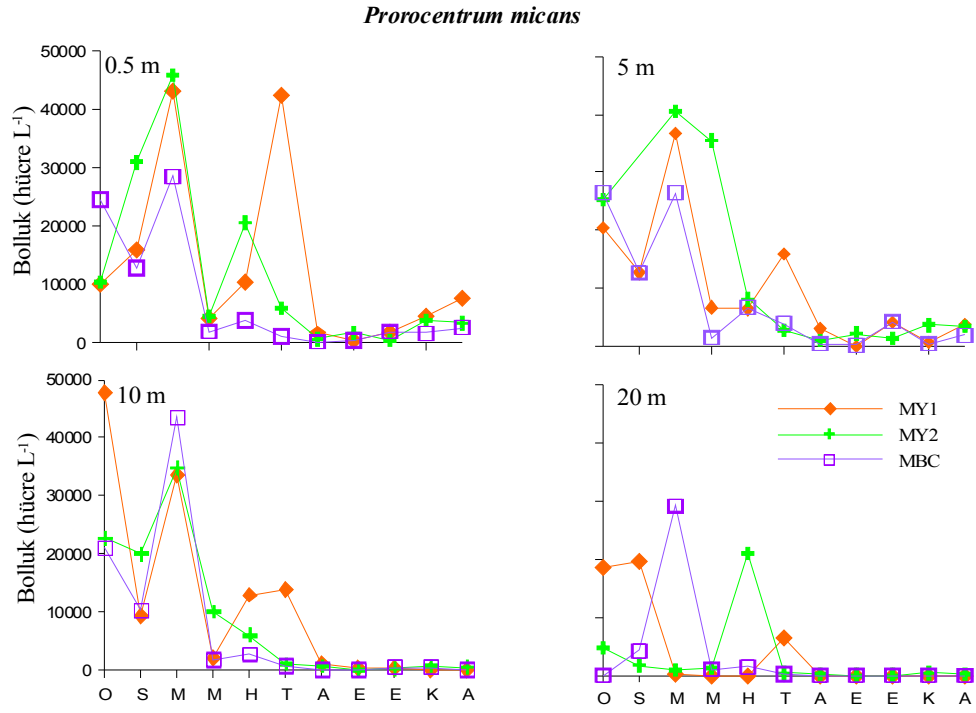 Prorocentrum micans
0.5 m
5 m
50000
40000
30000
20000
10000
0
Bolluk (hücre L-1)
10 m
20 m
50000
40000
30000
20000
10000
0
Bolluk (hücre L-1)
MY1
MY2
MBC
O S M M H T A E E K A
O S M M H T A E E K A